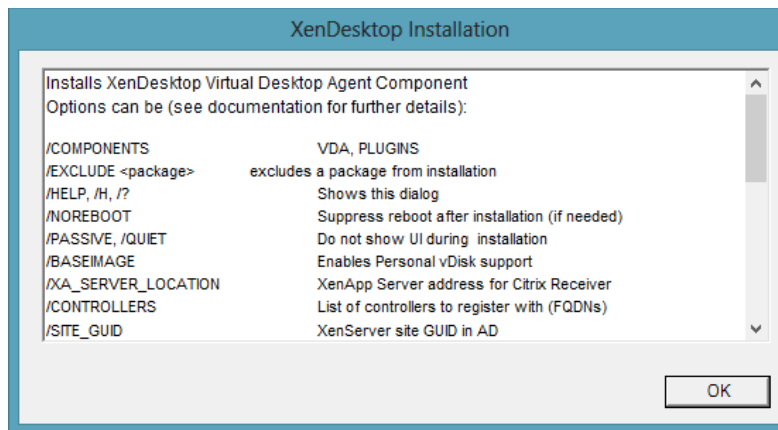 XenDesktop Installation
Installs XenDesktop Virtual Desktop Agent Component
Options can be (see documentation for further details):
/COMPONENTS VDA, PLUGINS
/EXCLUDE <package> excludes a package from installation
/HELP, /H, /? Shows this dialog
/NOREBOOT Suppress reboot after installation (if needed)
/PASSIVE, /QUIET Do not show UI during installation
/BASEIMAGE Enables Personal vDisk support
/XA_SERVER_LOCATION XenApp Server address for Citrix Receiver
/CONTROLLERS List of controllers to register with (FQDNs)
/SITE_GUID XenServer site GUID in AD
OK